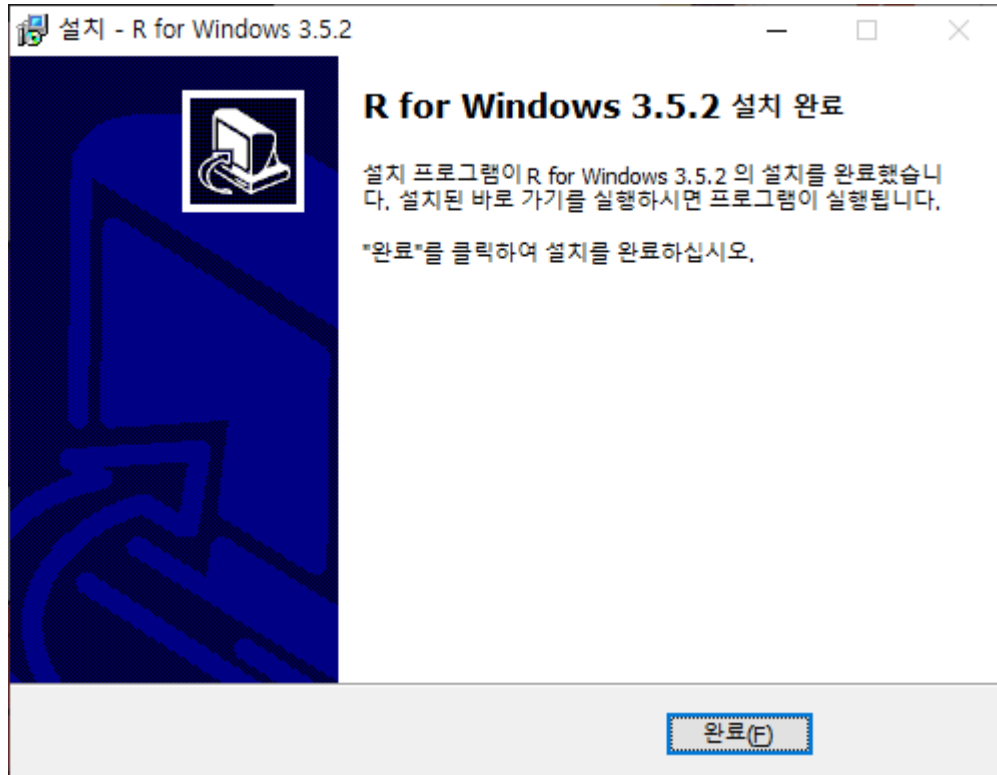 설치 - R for Windows 3.5.2
R for Windows 3.5.2 설치 완료
설치 프로그램이 R for Windows 3.5.2 의 설치를 완료했습니
다. 설치된 바로 가기를 실행하시면 프로그램이 실행됩니다.
"완료"를 클릭하여 설치를 완료하십시오.
완료(F)